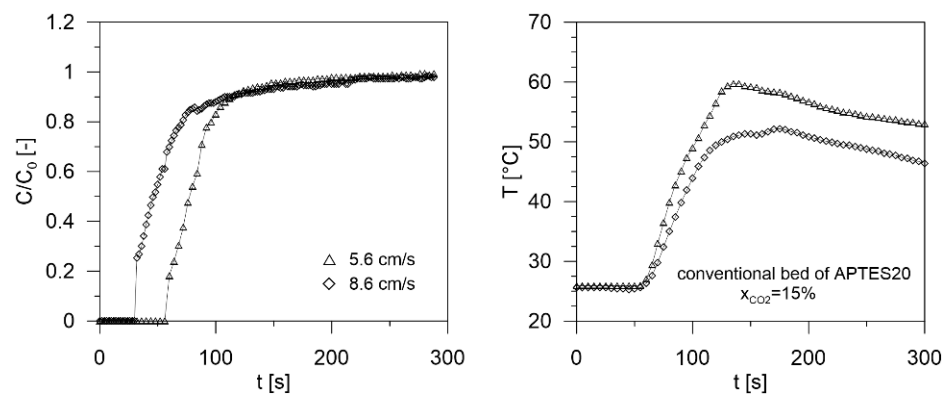 1.2
1
0.8
0.6
0.4
0.2
0
C/C₀ [-]
0 100 200 300
t [s]
5.6 cm/s
8.6 cm/s
70
60
50
40
30
20
T [°C]
0 100 200 300
t [s]
conventional bed of APTES20
x_CO2=15%